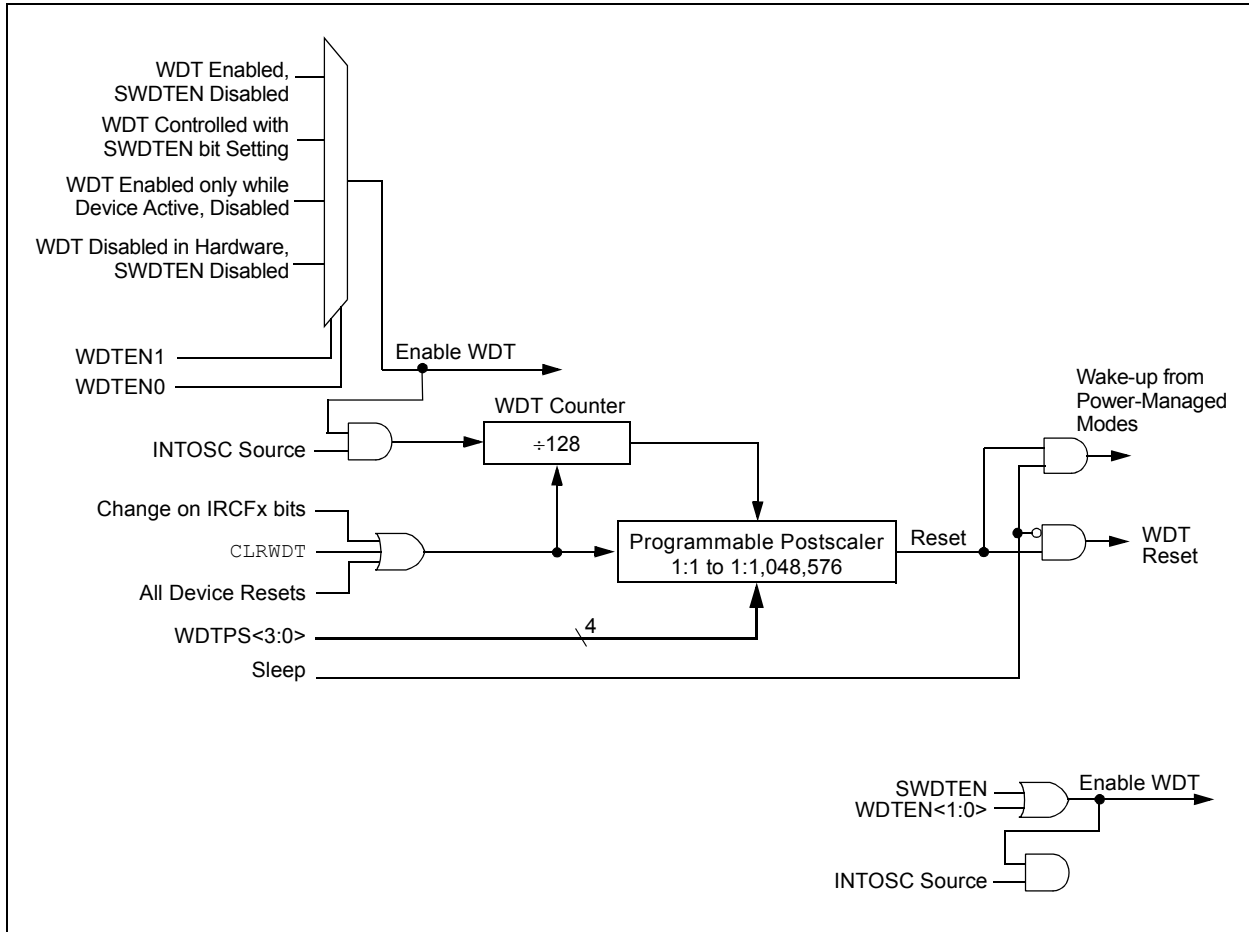 WDT Enabled,
SWDTEN Disabled
WDT Controlled with
SWDTEN bit Setting
WDT Enabled only while
Device Active, Disabled
WDT Disabled in Hardware,
SWDTEN Disabled
WDTEN1
WDTEN0
Enable WDT
WDT Counter
÷128
INTOSC Source
Wake-up from
Power-Managed
Modes
Change on IRCFx bits
CLRWDT
All Device Resets
Programmable Postscaler
1:1 to 1:1,048,576
Reset
WDT
Reset
WDTPS<3:0>
4
Sleep
SWDTEN
WDTEN<1:0>
Enable WDT
INTOSC Source